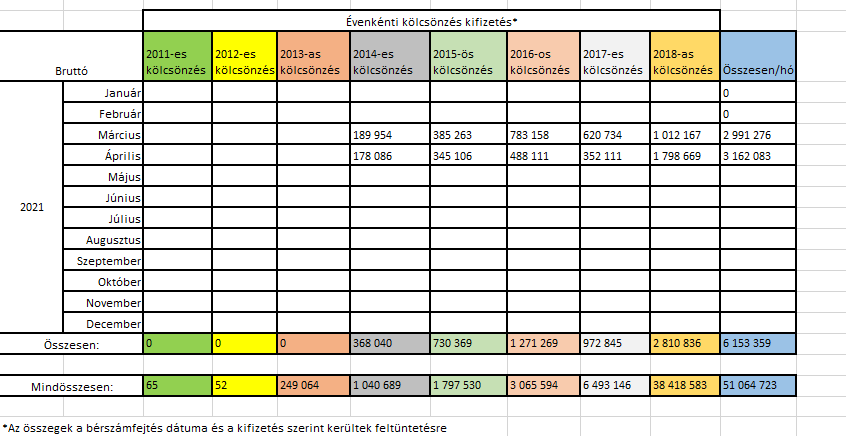 Évenkénti kölcsönzés kifizetés*
Bruttó 2011-es kölcsönzés 2012-es kölcsönzés 2013-as kölcsönzés 2014-es kölcsönzés 2015-ös kölcsönzés 2016-os kölcsönzés 2017-es kölcsönzés 2018-as kölcsönzés Összesen/hó
2021
Január 0
Február 0
Március 189 954 385 263 783 158 620 734 1 012 167 2 991 276
Április 178 086 345 106 488 111 352 111 1 798 669 3 162 083
Május
Június
Július
Augusztus
Szeptember
Október
November
December
Összesen: 0 0 0 368 040 730 369 1 271 269 972 845 2 810 836 6 153 359
Mindösszesen: 65 52 249 064 1 040 689 1 797 530 3 065 594 6 493 146 38 418 583 51 064 723
*Az összegek a bérszámfejtés dátuma és a kifizetés szerint kerültek feltüntetésre